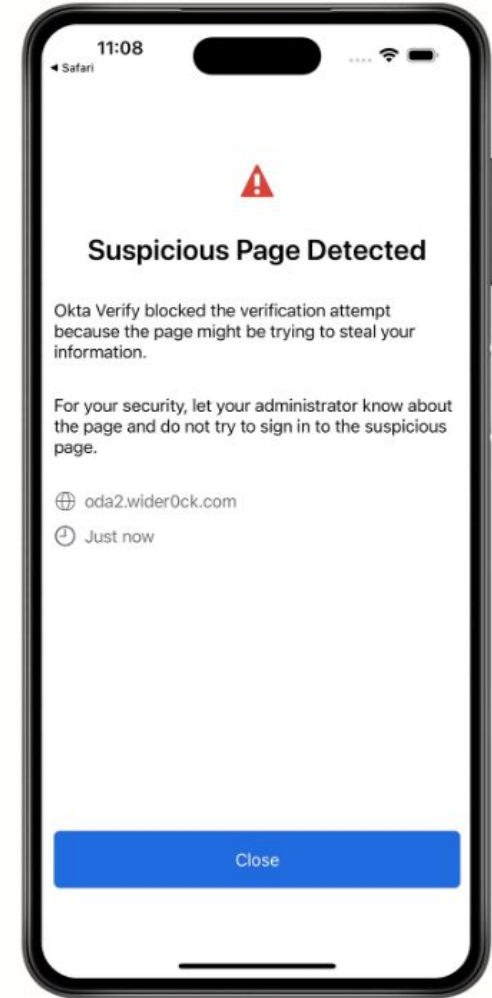 11:08
◀ Safari
Suspicious Page Detected
Okta Verify blocked the verification attempt
because the page might be trying to steal your
information.
For your security, let your administrator know about
the page and do not try to sign in to the suspicious
page.
oda2.wider0ck.com
Just now
Close